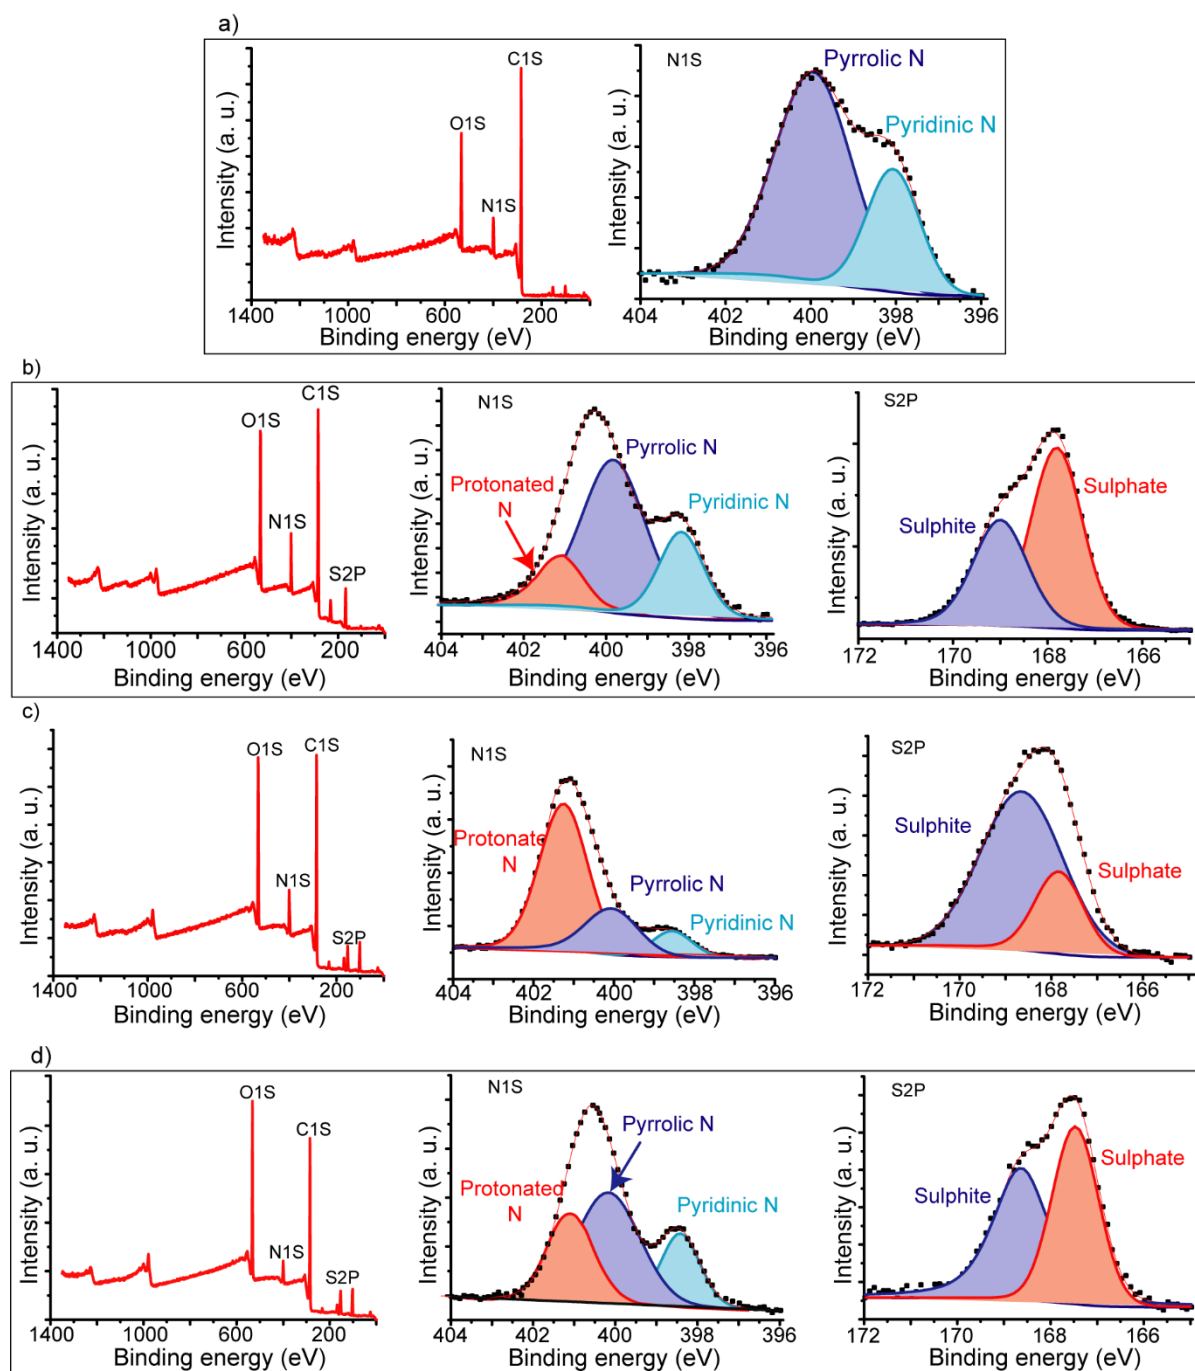 a)
Intensity (a. u.)
C1S
O1S
N1S
1400 1000 600 200
Binding energy (eV)
Intensity (a. u.)
N1S
Pyrrolic N
Pyridinic N
404 402 400 398 396
Binding energy (eV)
b)
Intensity (a. u.)
C1S
O1S
N1S
S2P
1400 1000 600 200
Binding energy (eV)
Intensity (a. u.)
N1S
Pyrrolic N
Protonated
N
Pyridinic N
404 402 400 398 396
Binding energy (eV)
Intensity (a. u.)
S2P
Sulphate
Sulphite
172 170 168 166
Binding energy (eV)
c)
Intensity (a. u.)
O1S
C1S
N1S
S2P
1400 1000 600 200
Binding energy (eV)
Intensity (a. u.)
N1S
Protonate
N
Pyrrolic N
Pyridinic N
404 402 400 398 396
Binding energy (eV)
Intensity (a. u.)
S2P
Sulphite
Sulphate
172 170 168 166
Binding energy (eV)
d)
Intensity (a. u.)
O1S
C1S
N1S
S2P
1400 1000 600 200
Binding energy (eV)
Intensity (a. u.)
N1S
Pyrrolic N
Protonated
N
Pyridinic N
404 402 400 398 396
Binding energy (eV)
Intensity (a. u.)
S2P
Sulphate
Sulphite
172 170 168 166
Binding energy (eV)